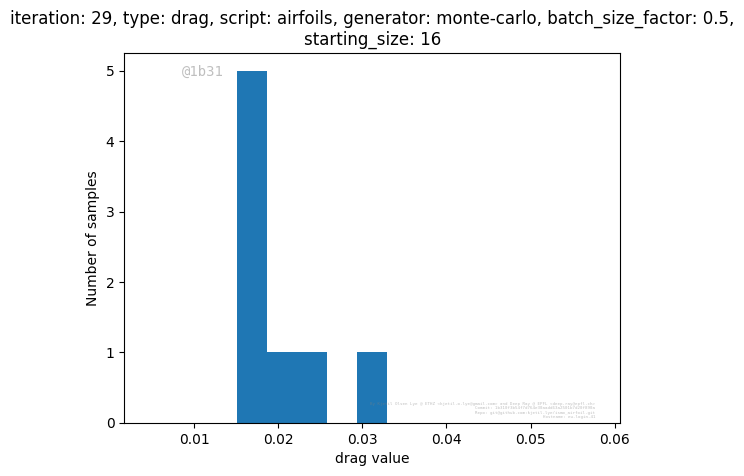 iteration: 29, type: drag, script: airfoils, generator: monte-carlo, batch_size_factor: 0.5,
starting_size: 16
@1b31
5
4
3
2
1
0
Number of samples
0.01 0.02 0.03 0.04 0.05 0.06
drag value